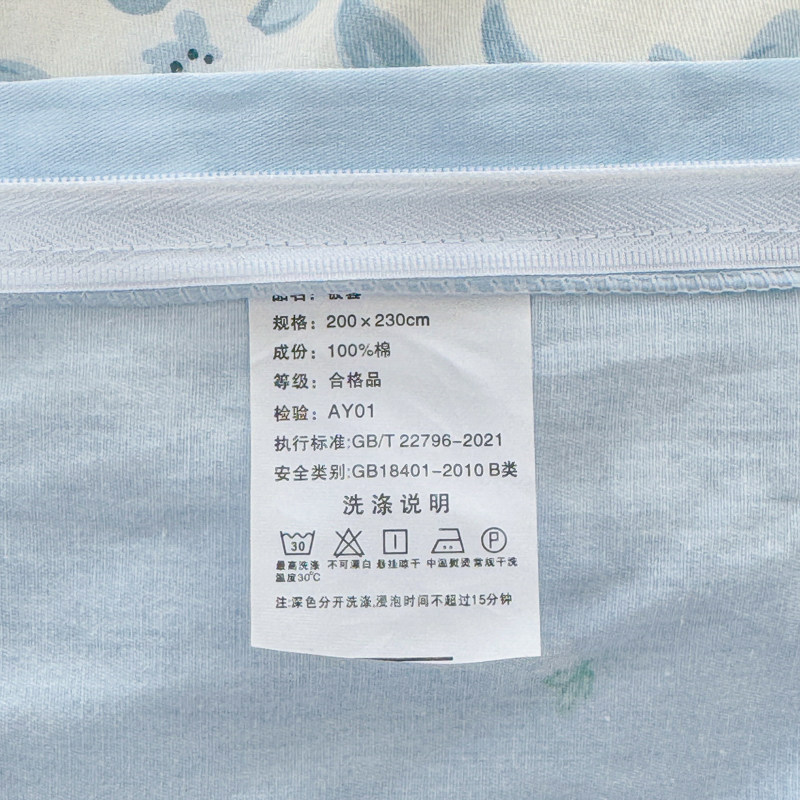 品名：被套
规格：200×230cm
成份：100%棉
等级：合格品
检验：AY01
执行标准:GB/T 22796-2021
安全类别:GB18401-2010 B类
洗涤说明
30 P
最高洗涤温度30℃ 不可漂白 悬挂晾干 中温熨烫 常规干洗
注:深色分开洗涤,浸泡时间不超过15分钟